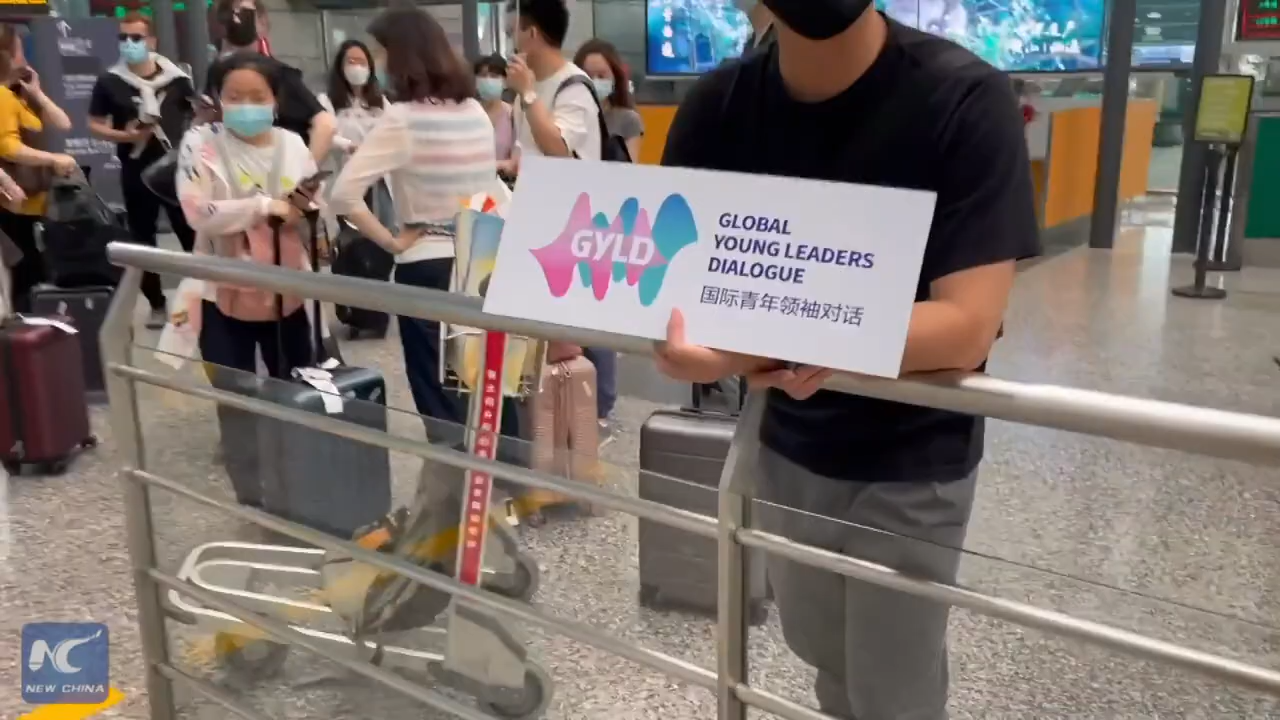 GYLD
GLOBAL
YOUNG LEADERS
DIALOGUE
国际青年领袖对话
NC
NEW CHINA